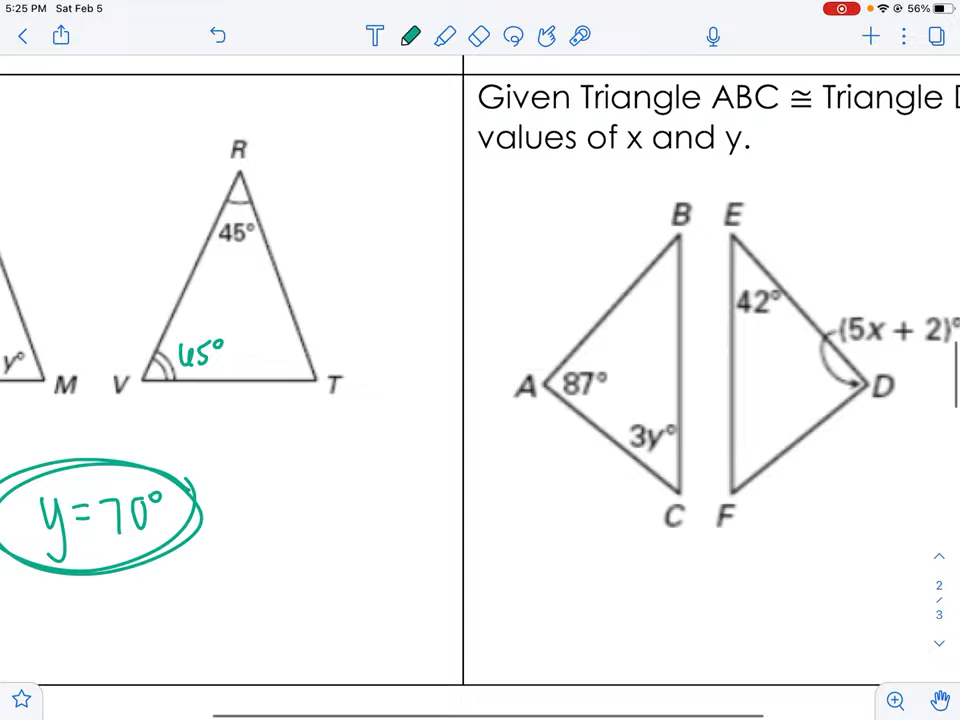 5:25 PM Sat Feb 5
56%
T
Given Triangle ABC ≅ Triangle D
values of x and y.
R
45°
65°
y°
M
V
T
y=70°
B
E
42°
(5x + 2)°
A
87°
D
3y°
C
F
2
/
3